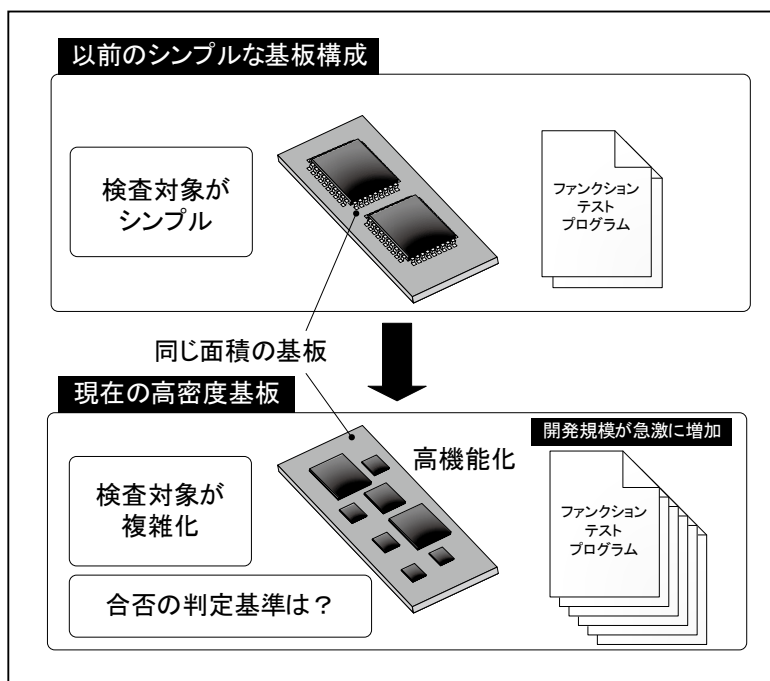 以前のシンプルな基板構成
検査対象が
シンプル
ファンクション
テスト
プログラム
同じ面積の基板
現在の高密度基板
開発規模が急激に増加
高機能化
検査対象が
複雑化
ファンクション
テスト
プログラム
合否の判定基準は?